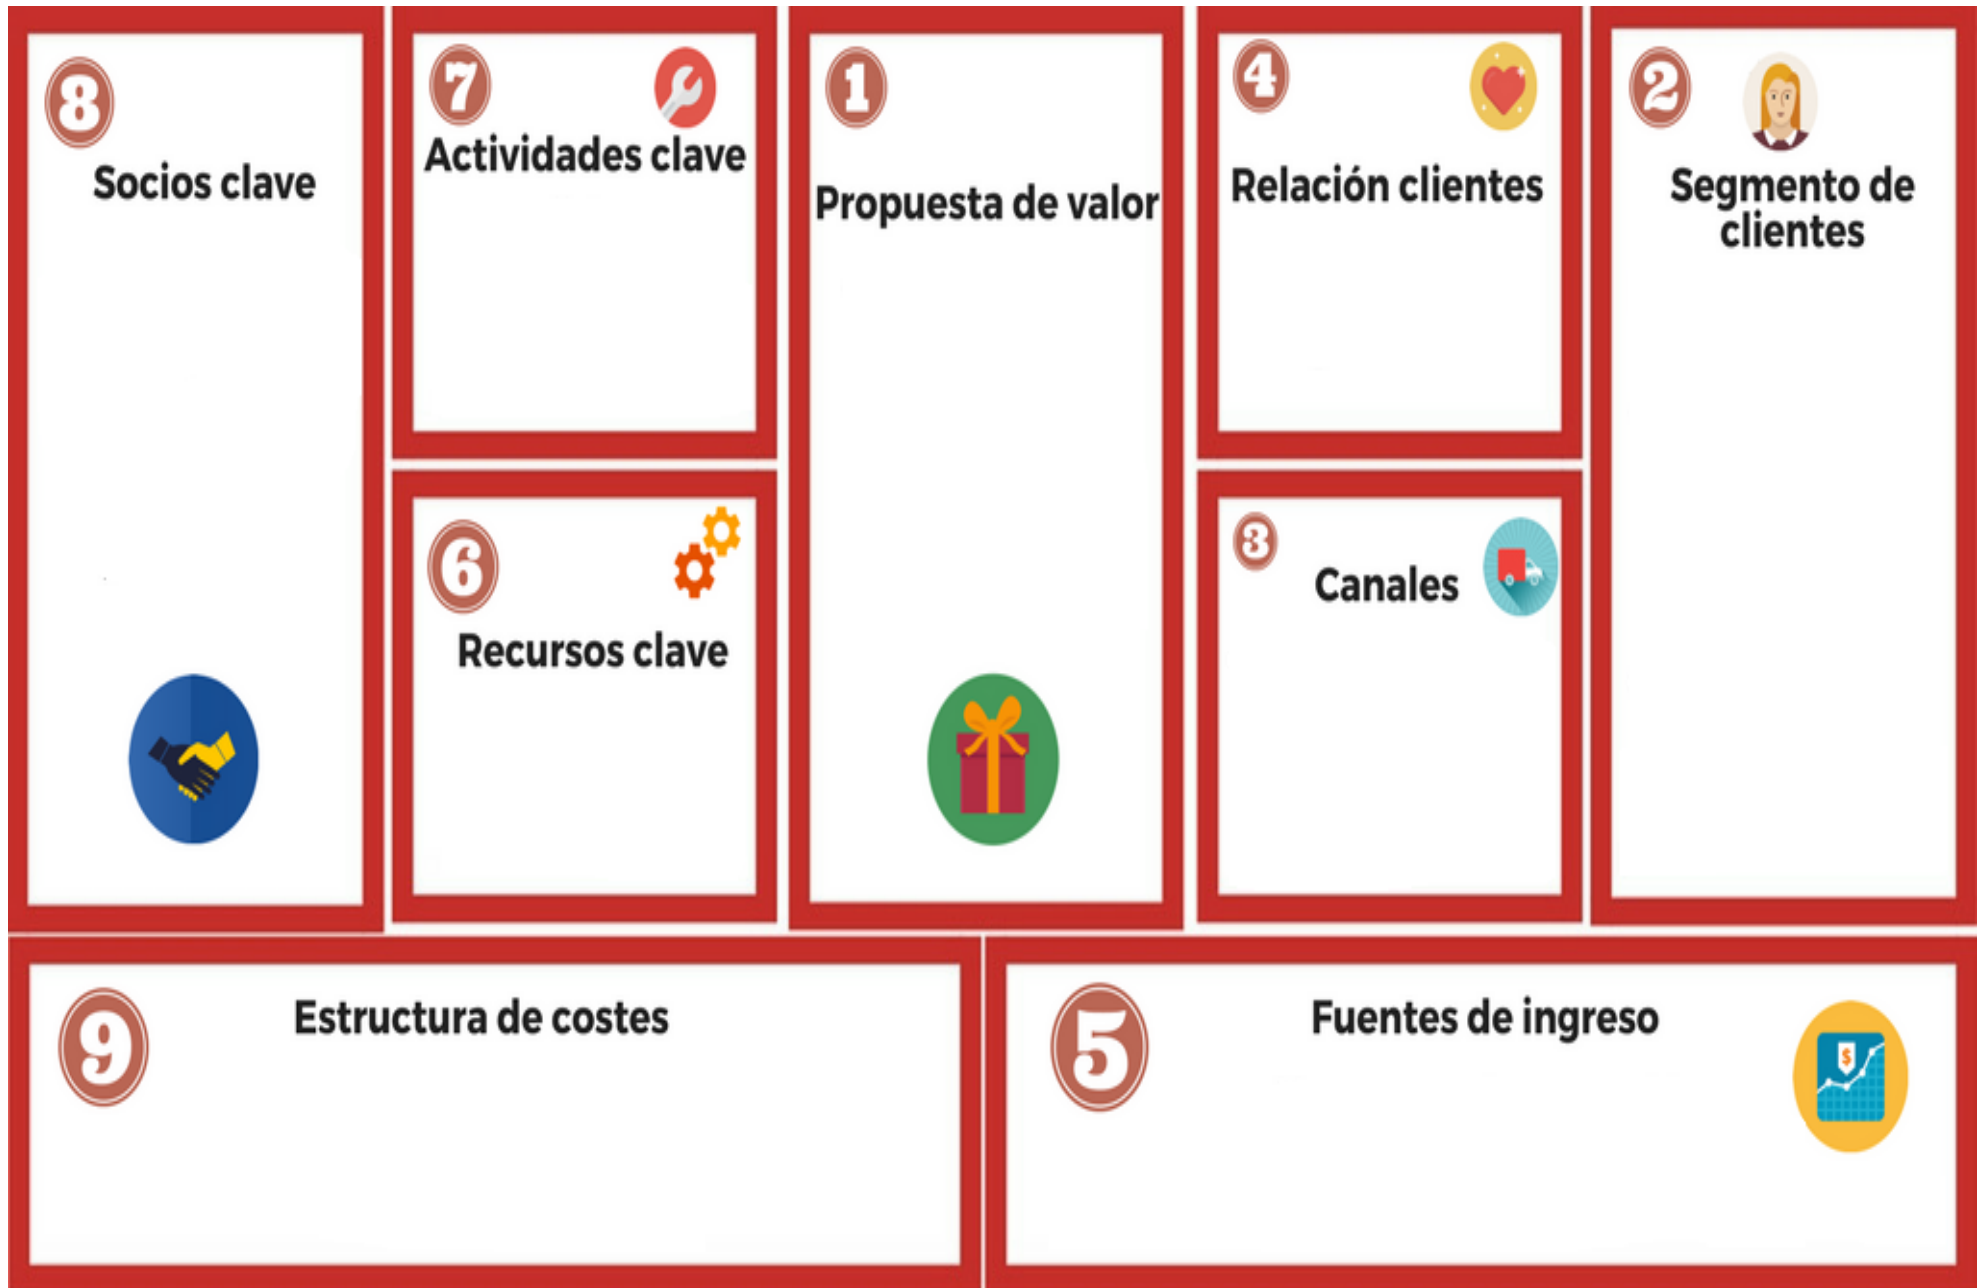 8
Socios clave
7
Actividades clave
6
Recursos clave
1
Propuesta de valor
4
Relación clientes
3
Canales
2
Segmento de
clientes
9
Estructura de costes
5
Fuentes de ingreso
$